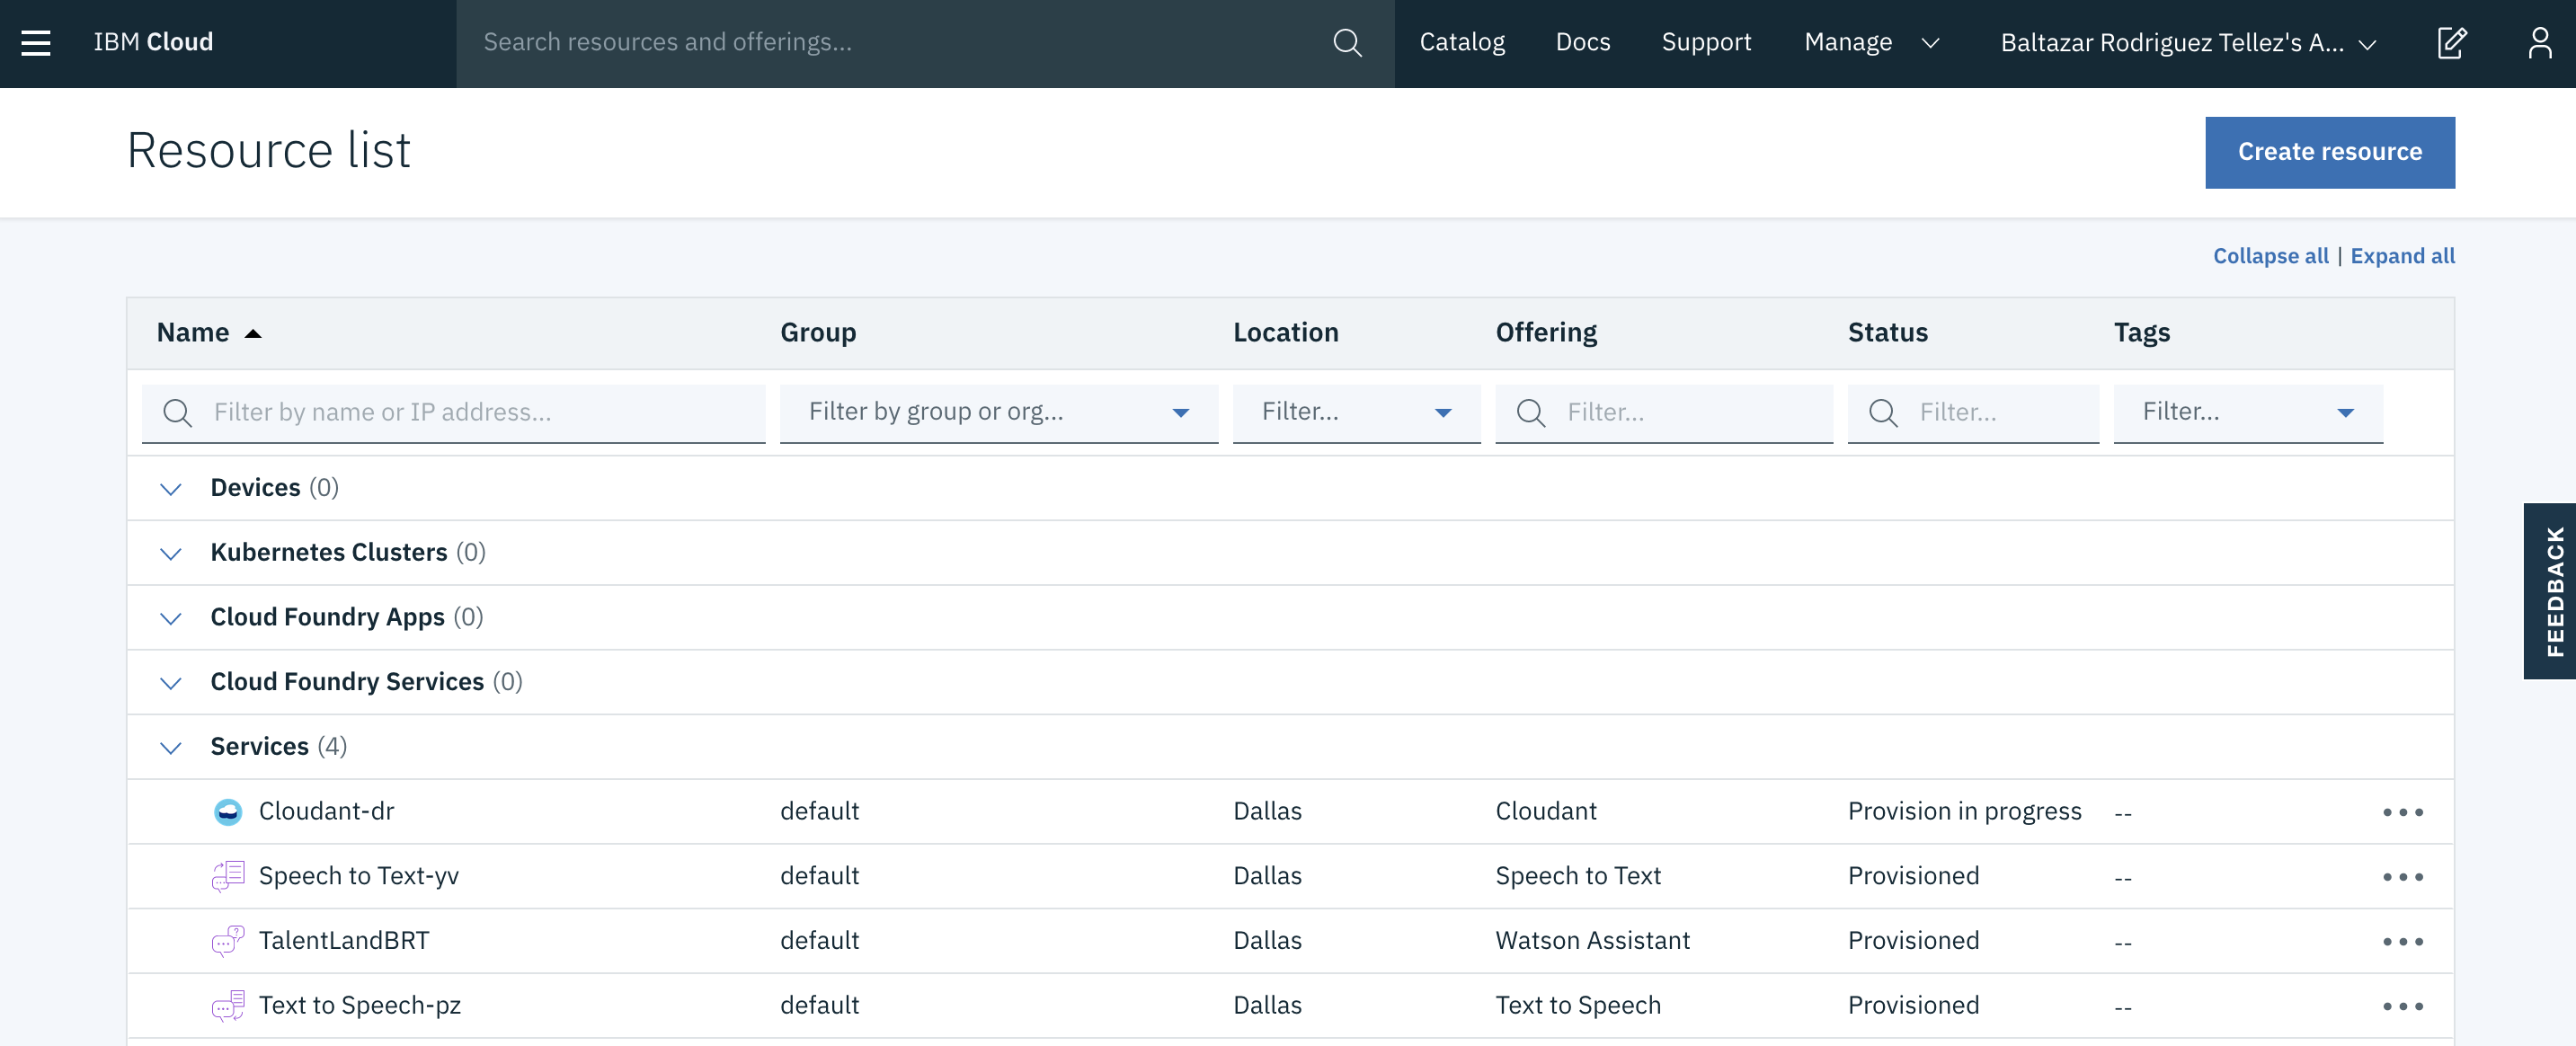 IBM Cloud Search resources and offerings... Catalog Docs Support Manage Baltazar Rodriguez Tellez's A...
Resource list Create resource
Collapse all | Expand all
Name Group Location Offering Status Tags
Filter by name or IP address... Filter by group or org... Filter... Filter... Filter... Filter...
Devices (0)
Kubernetes Clusters (0)
Cloud Foundry Apps (0)
Cloud Foundry Services (0)
FEEDBACK
Services (4)
Cloudant-dr default Dallas Cloudant Provision in progress --
Speech to Text-yv default Dallas Speech to Text Provisioned --
TalentLandBRT default Dallas Watson Assistant Provisioned --
Text to Speech-pz default Dallas Text to Speech Provisioned --